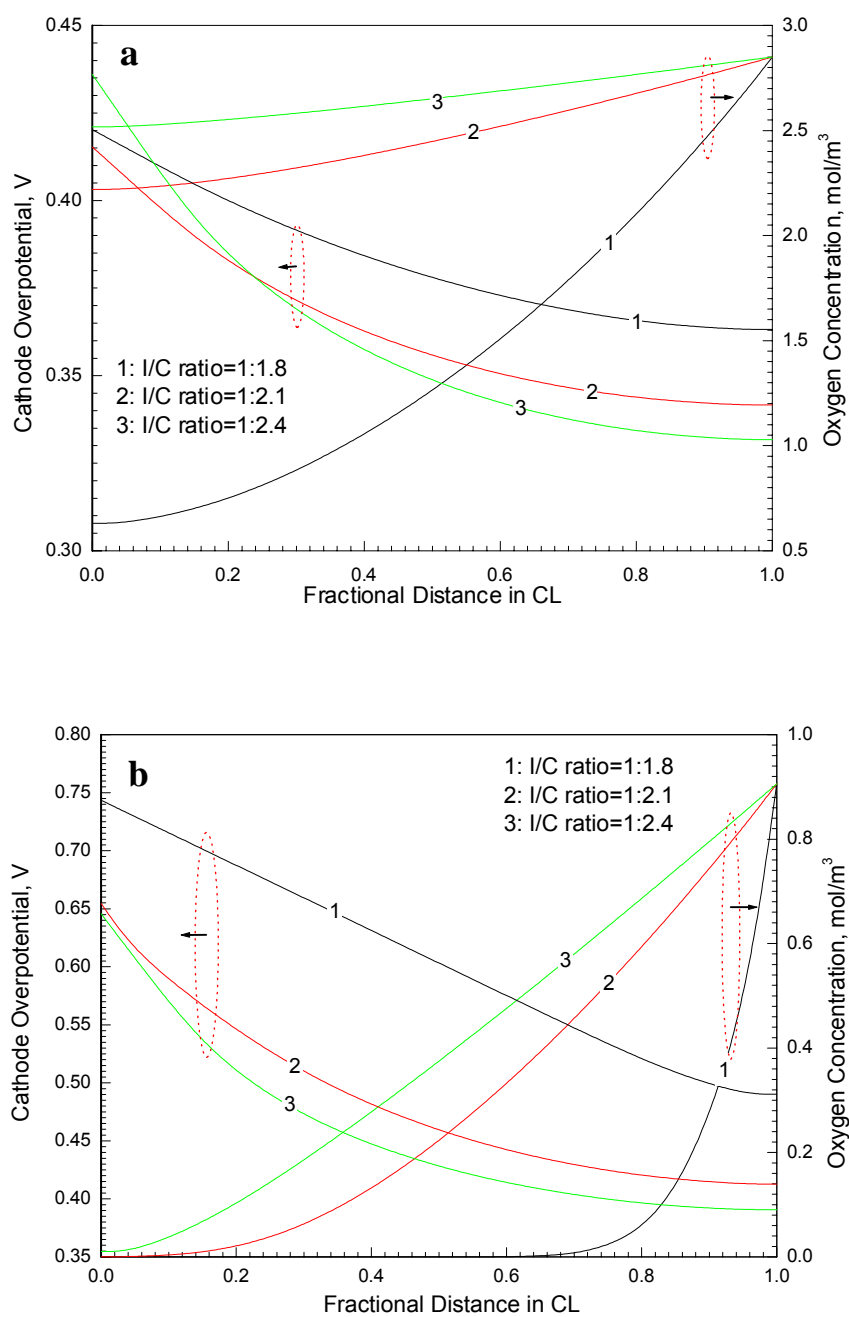 a
0.45
0.40
0.35
0.30
Cathode Overpotential, V
3.0
2.5
2.0
1.5
1.0
0.5
Oxygen Concentration, mol/m³
3
2
1
1
2
3
1: I/C ratio=1:1.8
2: I/C ratio=1:2.1
3: I/C ratio=1:2.4
0.0 0.2 0.4 0.6 0.8 1.0
Fractional Distance in CL
b
0.80
0.75
0.70
0.65
0.60
0.55
0.50
0.45
0.40
0.35
Cathode Overpotential, V
1.0
0.8
0.6
0.4
0.2
0.0
Oxygen Concentration, mol/m³
1: I/C ratio=1:1.8
2: I/C ratio=1:2.1
3: I/C ratio=1:2.4
1
3
2
2
3
1
0.0 0.2 0.4 0.6 0.8 1.0
Fractional Distance in CL